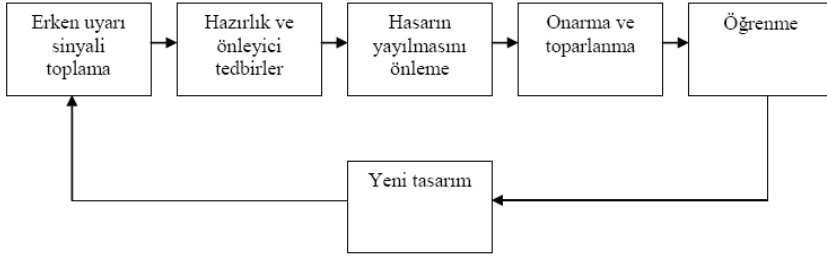 Erken uyarı
sinyali
toplama
Hazırlık ve
önleyici
tedbirler
Hasarın
yayılmasını
önleme
Onarma ve
toparlanma
Öğrenme
Yeni tasarım